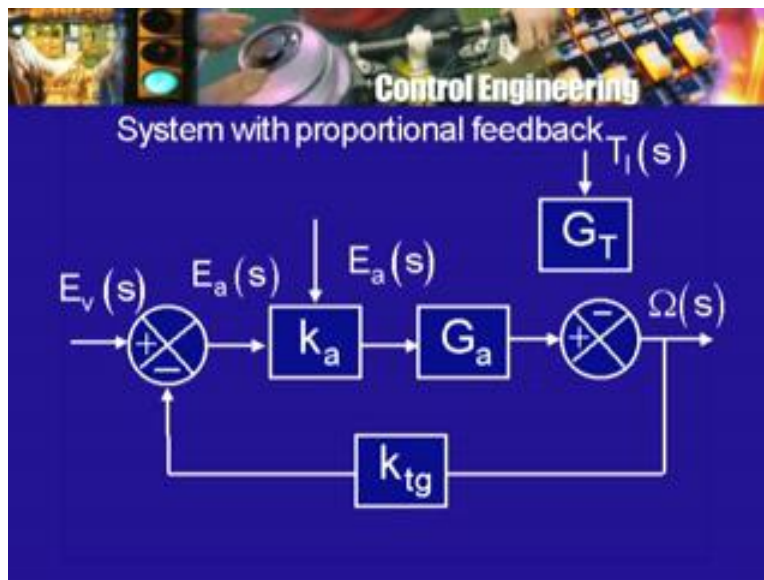 Control Engineering
System with proportional feedback
T_l(s)
G_T
E_v(s)
E_a(s)
E_a(s)
Ω(s)
+
−
k_a
G_a
+
−
k_tg